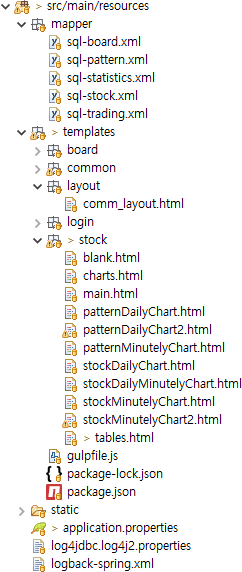 > src/main/resources
mapper
sql-board.xml
sql-pattern.xml
sql-statistics.xml
sql-stock.xml
sql-trading.xml
> templates
board
common
layout
comm_layout.html
login
> stock
blank.html
charts.html
main.html
patternDailyChart.html
patternDailyChart2.html
patternMinutelyChart.html
stockDailyChart.html
stockDailyMinutelyChart.html
stockMinutelyChart.html
stockMinutelyChart2.html
> tables.html
gulpfile.js
package-lock.json
package.json
> static
> application.properties
log4jdbc.log4j2.properties
logback-spring.xml